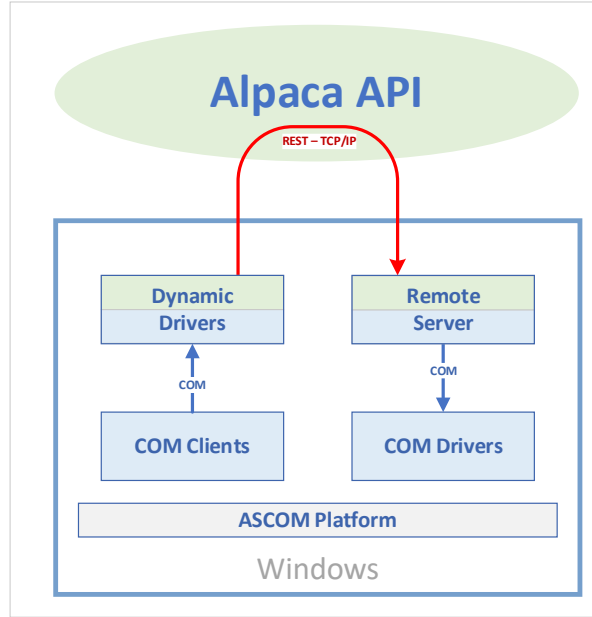 Alpaca API
REST – TCP/IP
Dynamic
Drivers
Remote
Server
COM
COM
COM Clients
COM Drivers
ASCOM Platform
Windows